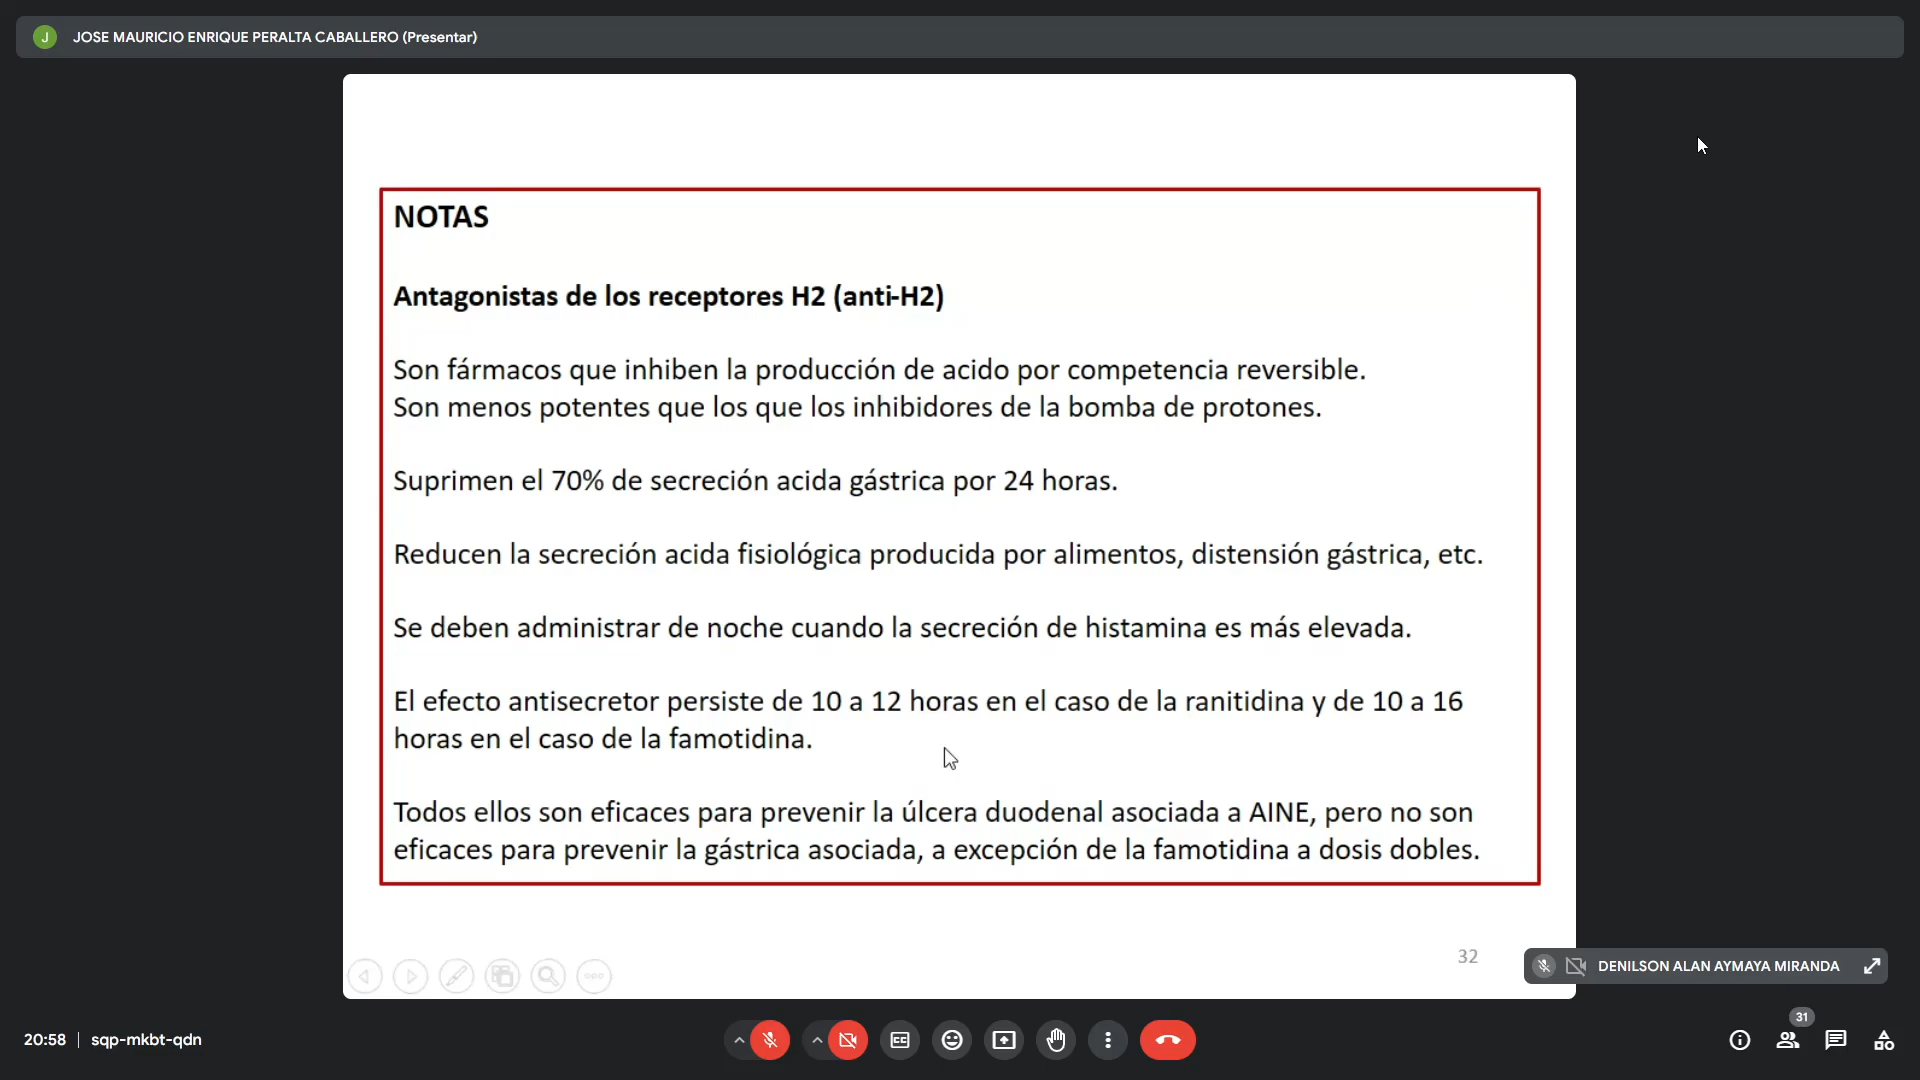 J JOSE MAURICIO ENRIQUE PERALTA CABALLERO (Presentar)
NOTAS
Antagonistas de los receptores H2 (anti-H2)
Son fármacos que inhiben la producción de acido por competencia reversible.
Son menos potentes que los que los inhibidores de la bomba de protones.
Suprimen el 70% de secreción acida gástrica por 24 horas.
Reducen la secreción acida fisiológica producida por alimentos, distensión gástrica, etc.
Se deben administrar de noche cuando la secreción de histamina es más elevada.
El efecto antisecretor persiste de 10 a 12 horas en el caso de la ranitidina y de 10 a 16
horas en el caso de la famotidina.
Todos ellos son eficaces para prevenir la úlcera duodenal asociada a AINE, pero no son
eficaces para prevenir la gástrica asociada, a excepción de la famotidina a dosis dobles.
32
DENILSON ALAN AYMAYA MIRANDA
20:58 | sqp-mkbt-qdn
CC
31